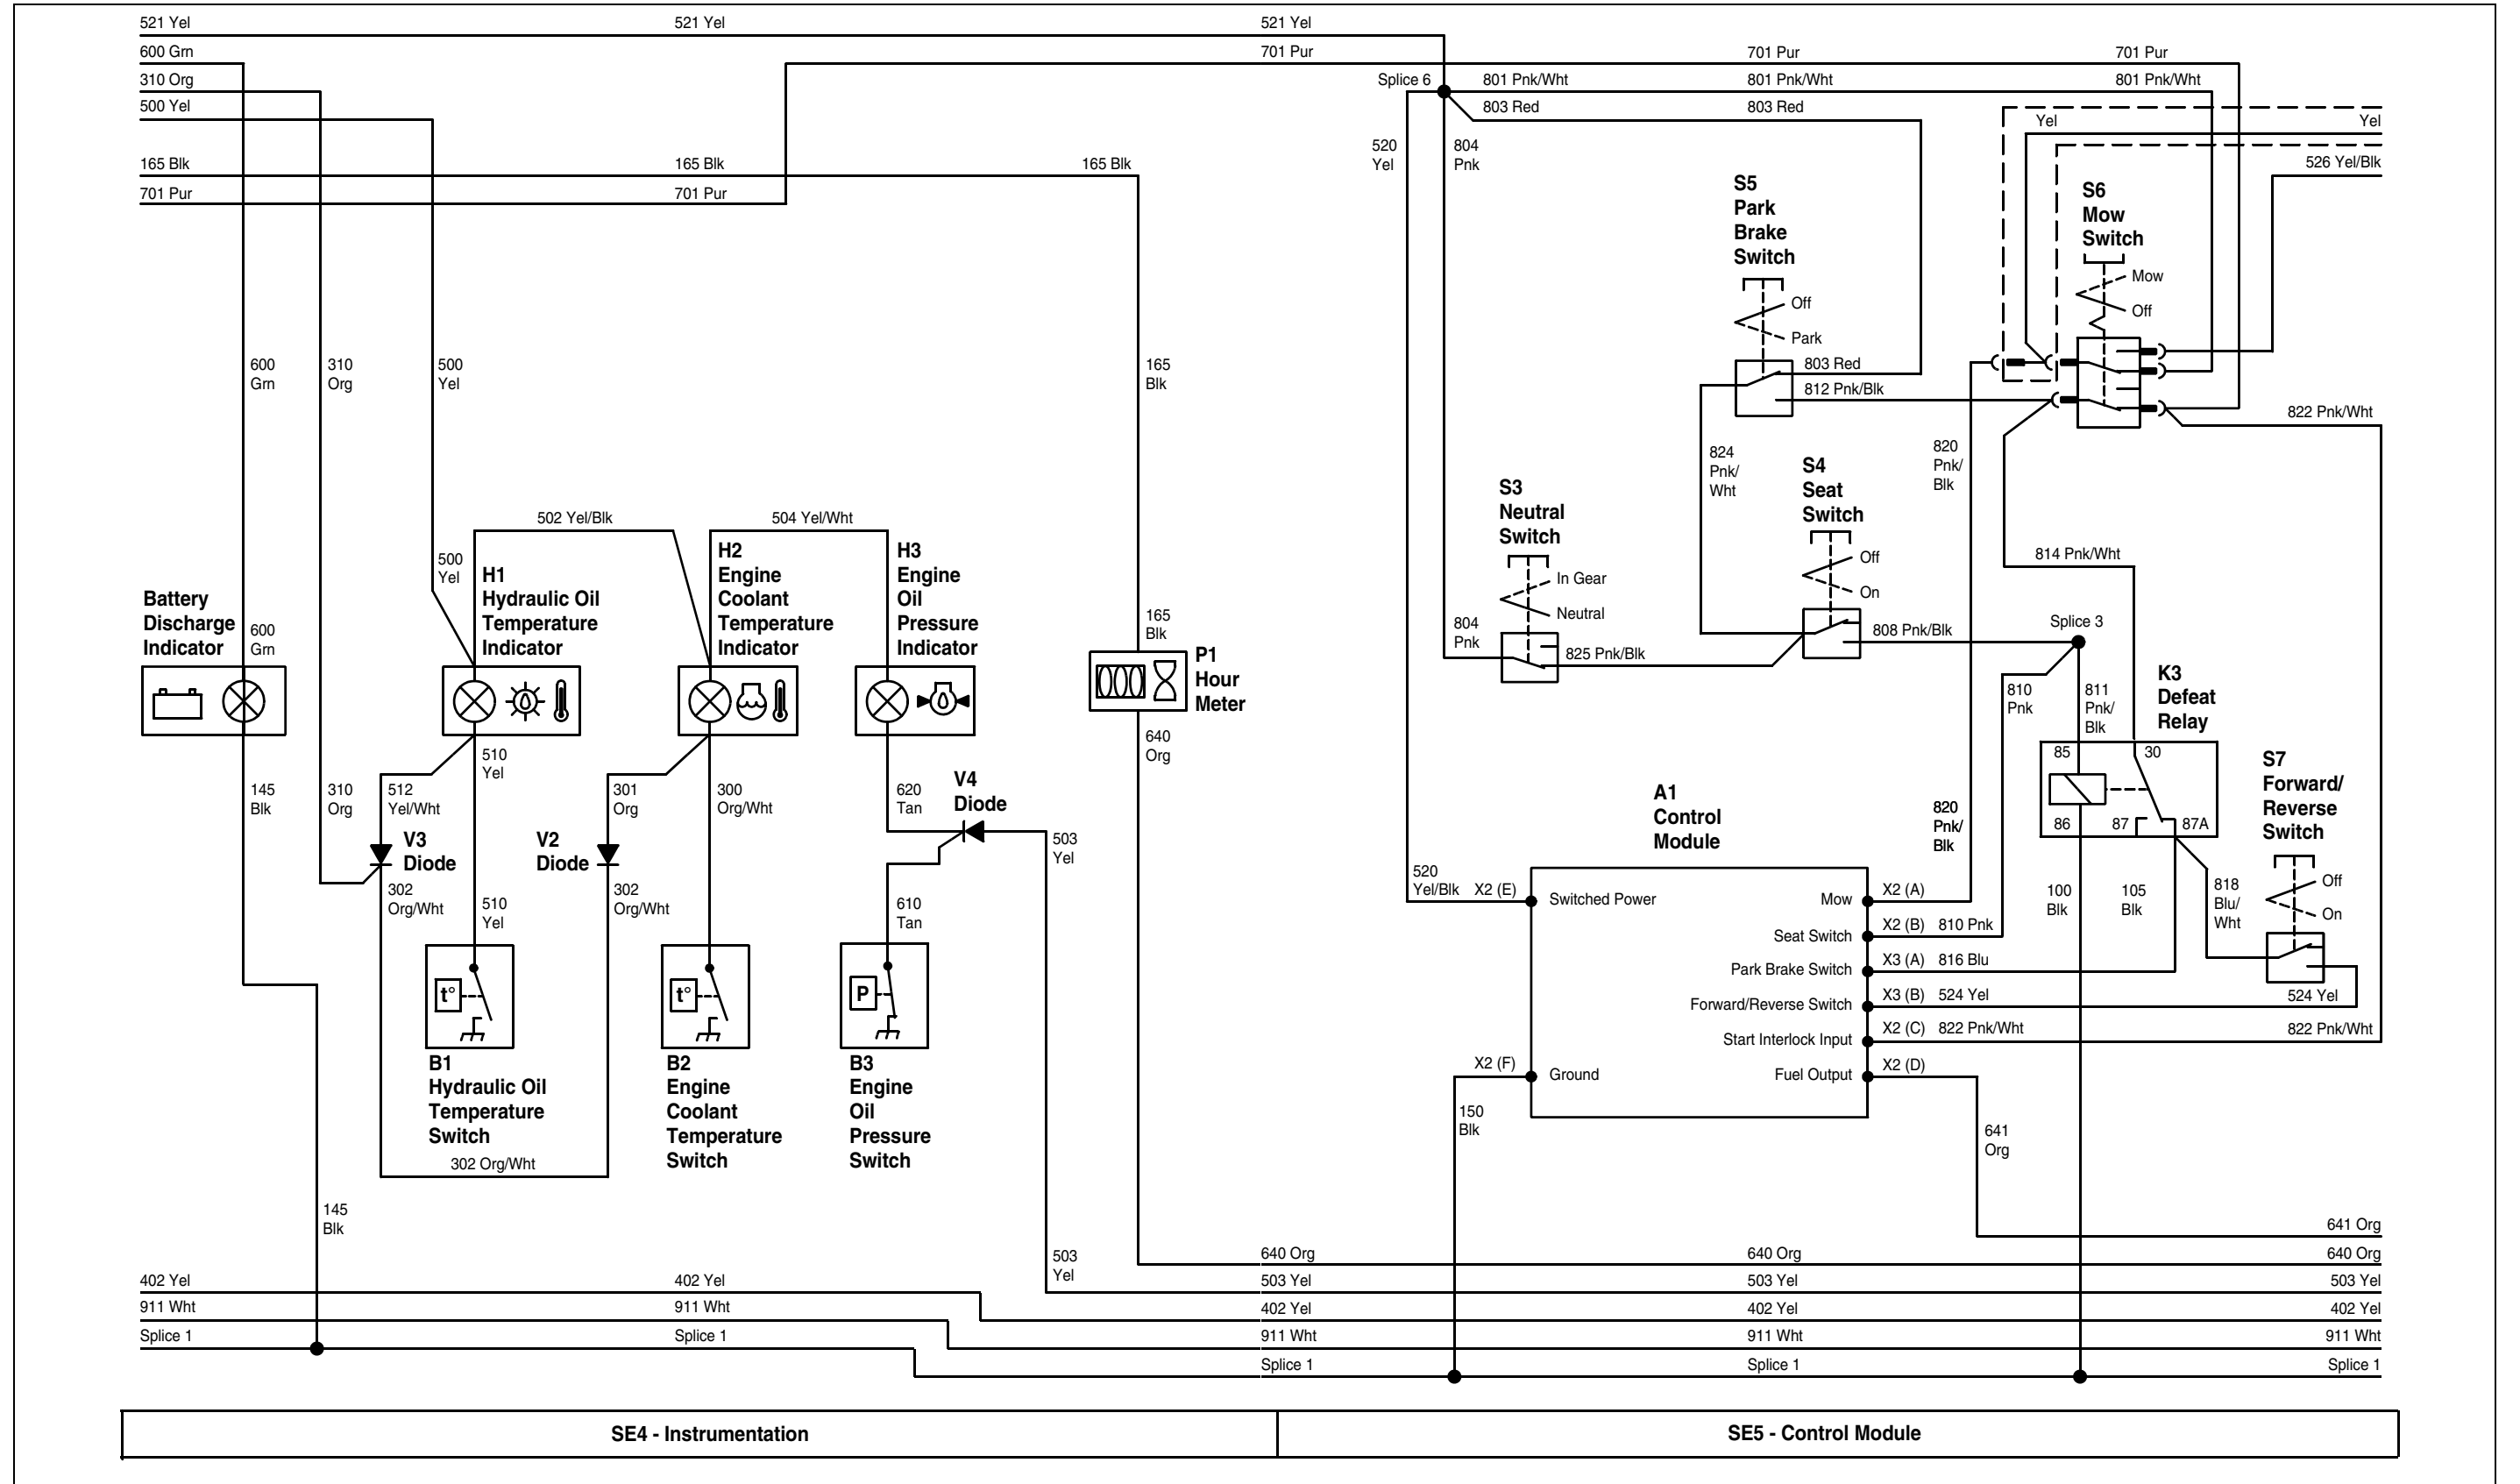 521 Yel
521 Yel
521 Yel
600 Grn
701 Pur
701 Pur
701 Pur
310 Org
Splice 6
801 Pnk/Wht
801 Pnk/Wht
801 Pnk/Wht
500 Yel
803 Red
803 Red
Yel
Yel
165 Blk
165 Blk
165 Blk
520
Yel
804
Pnk
526 Yel/Blk
701 Pur
701 Pur
S5
Park
Brake
Switch
Off
Park
S6
Mow
Switch
Mow
Off
600
Grn
310
Org
500
Yel
165
Blk
803 Red
812 Pnk/Blk
822 Pnk/Wht
824
Pnk/
Wht
820
Pnk/
Blk
S3
Neutral
Switch
In Gear
Neutral
S4
Seat
Switch
Off
On
502 Yel/Blk
504 Yel/Wht
814 Pnk/Wht
500
Yel
H1
Hydraulic Oil
Temperature
Indicator
H2
Engine
Coolant
Temperature
Indicator
H3
Engine
Oil
Pressure
Indicator
Battery
Discharge
Indicator
600
Grn
165
Blk
804
Pnk
825 Pnk/Blk
808 Pnk/Blk
Splice 3
P1
Hour
Meter
810
Pnk
811
Pnk/
Blk
K3
Defeat
Relay
640
Org
510
Yel
85
30
86
87
87A
S7
Forward/
Reverse
Switch
Off
On
145
Blk
310
Org
512
Yel/Wht
301
Org
300
Org/Wht
620
Tan
V4
Diode
503
Yel
V3
Diode
V2
Diode
A1
Control
Module
820
Pnk/
Blk
302
Org/Wht
510
Yel
302
Org/Wht
610
Tan
520
Yel/Blk
X2 (E)
Switched Power
Mow
X2 (A)
100
Blk
105
Blk
818
Blu/
Wht
Seat Switch
X2 (B)
810 Pnk
Park Brake Switch
X3 (A)
816 Blu
Forward/Reverse Switch
X3 (B)
524 Yel
524 Yel
Start Interlock Input
X2 (C)
822 Pnk/Wht
822 Pnk/Wht
X2 (F)
Ground
Fuel Output
X2 (D)
t°
t°
P
B1
Hydraulic Oil
Temperature
Switch
B2
Engine
Coolant
Temperature
Switch
B3
Engine
Oil
Pressure
Switch
150
Blk
641
Org
302 Org/Wht
145
Blk
503
Yel
641 Org
640 Org
640 Org
640 Org
402 Yel
402 Yel
503 Yel
503 Yel
503 Yel
911 Wht
911 Wht
402 Yel
402 Yel
402 Yel
Splice 1
Splice 1
911 Wht
911 Wht
911 Wht
Splice 1
Splice 1
Splice 1
SE4 - Instrumentation
SE5 - Control Module